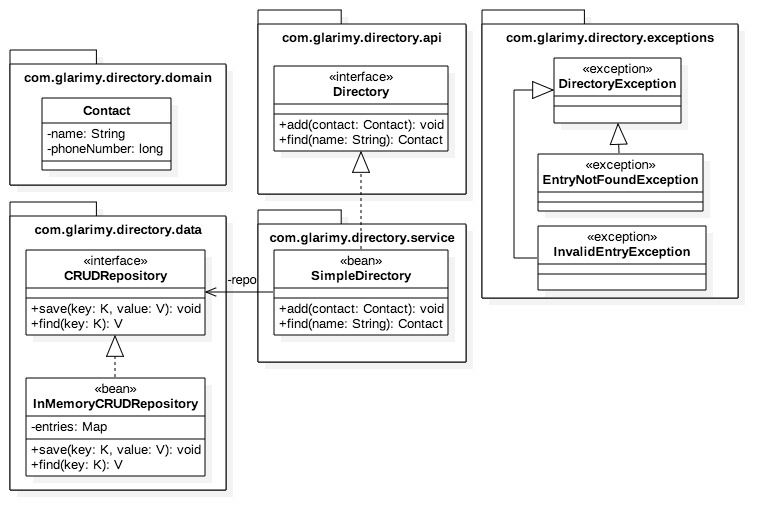 com.glarimy.directory.domain
Contact
-name: String
-phoneNumber: long
com.glarimy.directory.api
«interface»
Directory
+add(contact: Contact): void
+find(name: String): Contact
com.glarimy.directory.exceptions
«exception»
DirectoryException
«exception»
EntryNotFoundException
«exception»
InvalidEntryException
com.glarimy.directory.data
«interface»
CRUDRepository
+save(key: K, value: V): void
+find(key: K): V
«bean»
InMemoryCRUDRepository
-entries: Map
+save(key: K, value: V): void
+find(key: K): V
-repo
com.glarimy.directory.service
«bean»
SimpleDirectory
+add(contact: Contact): void
+find(name: String): Contact